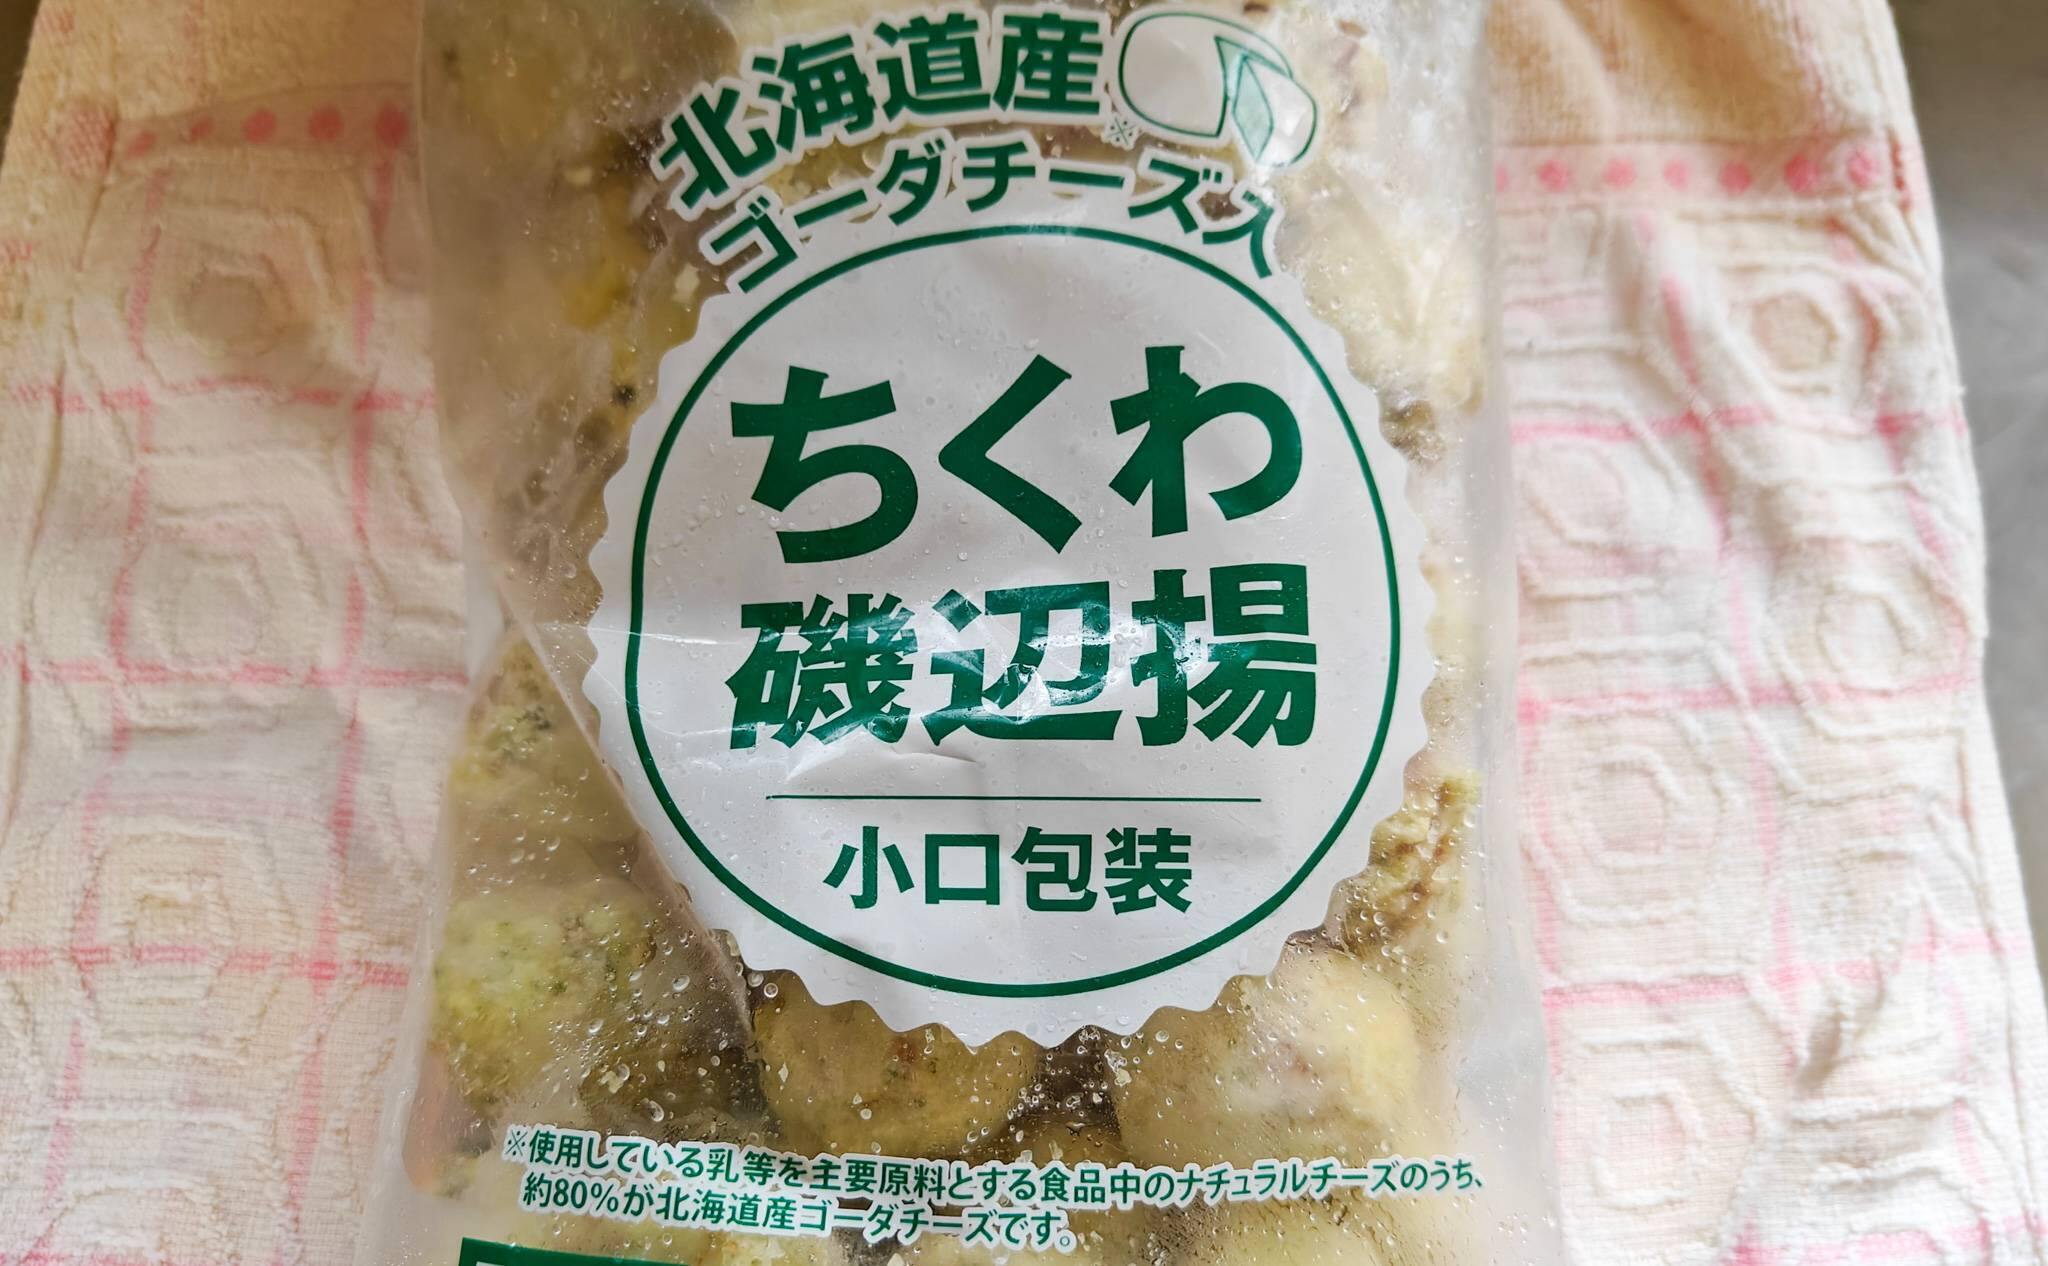 北海道産※
ゴーダチーズ入
ちくわ
磯辺揚
小口包装
※使用している乳等を主要原料とする食品中のナチュラルチーズのうち、
約80%が北海道産ゴーダチーズです。